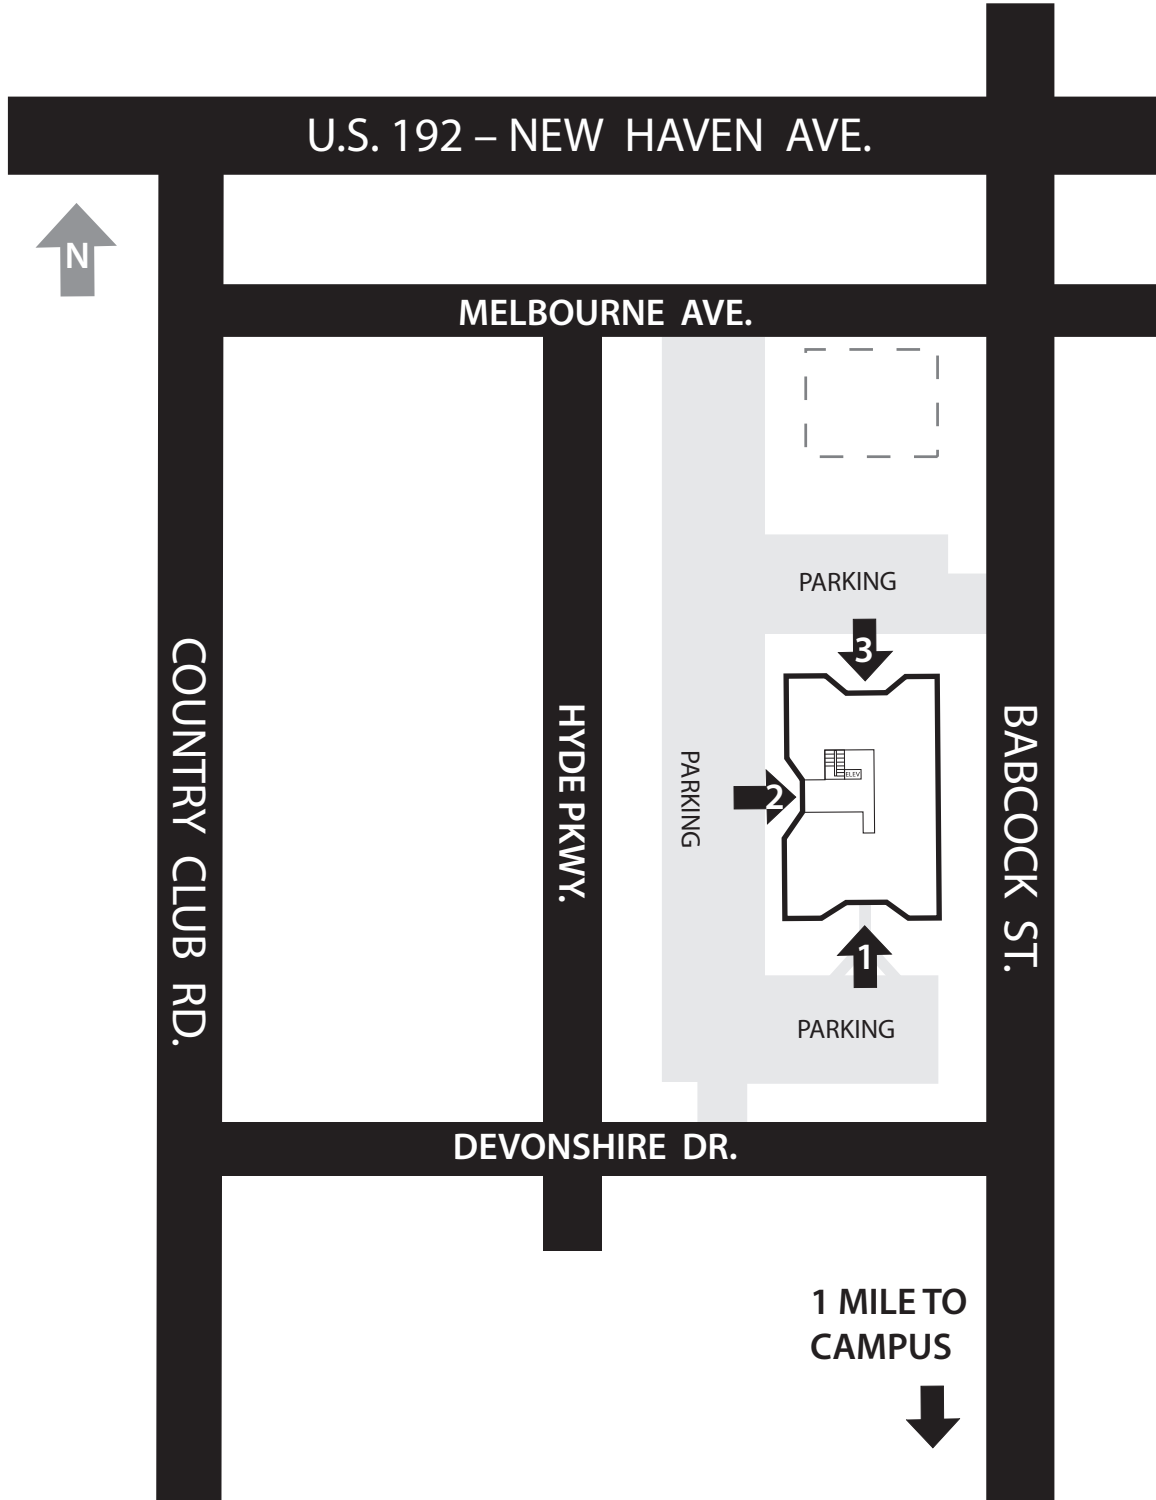 U.S. 192 – NEW HAVEN AVE.
N
MELBOURNE AVE.
PARKING
3
COUNTRY CLUB RD.
HYDE PKWY.
PARKING
2
ELEV
BABCOCK ST.
1
PARKING
DEVONSHIRE DR.
1 MILE TO
CAMPUS